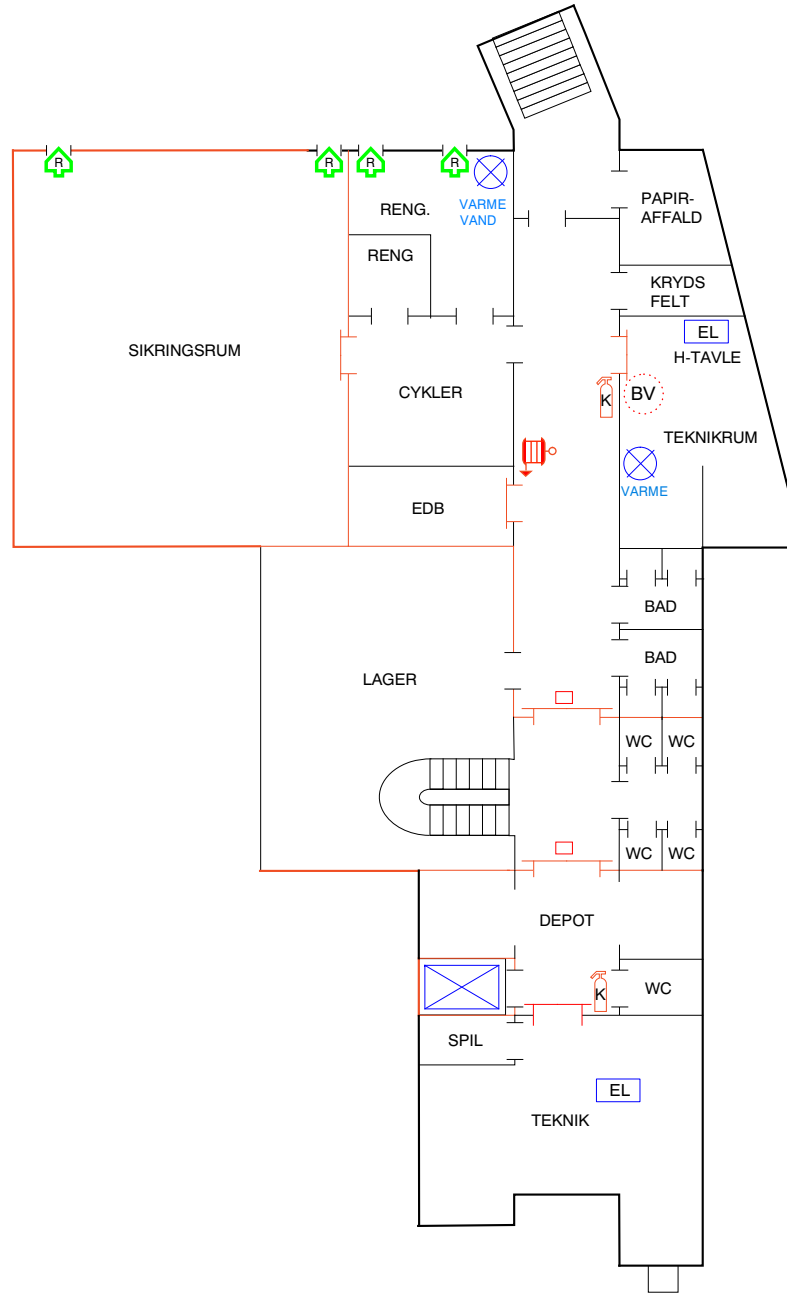 R
R
R
R
RENG.
VARME
VAND
PAPIR-
AFFALD
RENG
KRYDS
FELT
EL
H-TAVLE
SIKRINGSRUM
CYKLER
K
BV
TEKNIKRUM
VARME
EDB
BAD
BAD
LAGER
WC
WC
WC
WC
DEPOT
K
WC
SPIL
EL
TEKNIK